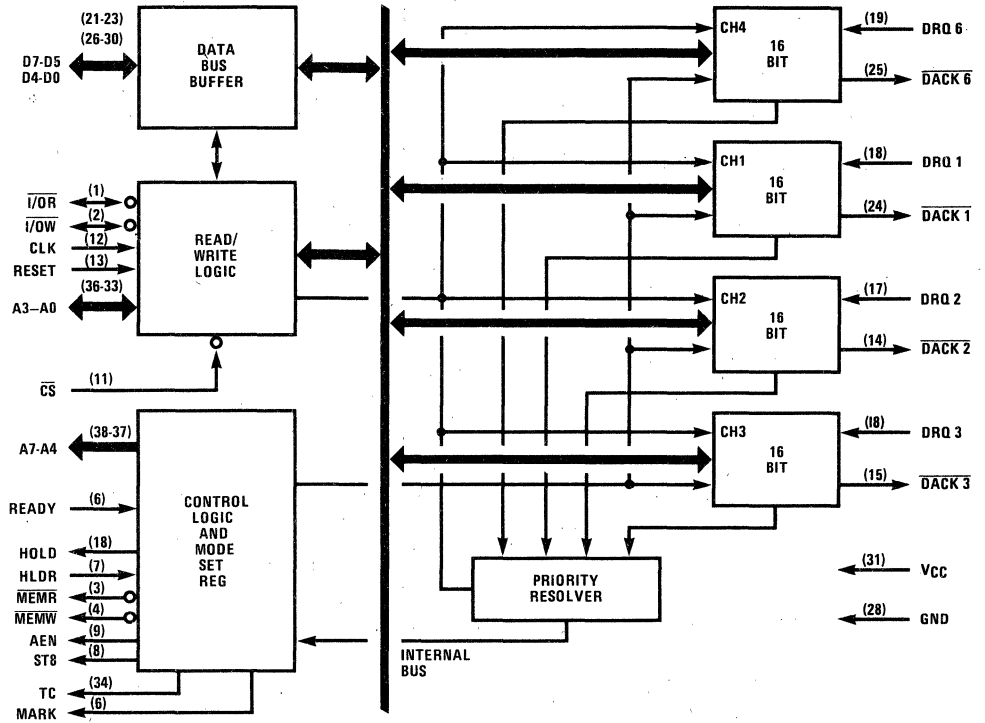 (21-23)
(26-30)
D7-D5
D4-D0
DATA
BUS
BUFFER
I/OR
(1)
I/OW
(2)
CLK
(12)
RESET
(13)
A3–A0
(36-33)
READ/
WRITE
LOGIC
CS
(11)
A7-A4
(38-37)
READY
(6)
HOLD
(18)
HLDR
(7)
MEMR
(3)
MEMW
(4)
AEN
(9)
ST8
(8)
TC
(34)
MARK
(6)
CONTROL
LOGIC
AND
MODE
SET
REG
INTERNAL
BUS
PRIORITY
RESOLVER
CH4
16
BIT
(19)
DRQ 6
(25)
DACK 6
CH1
16
BIT
(18)
DRQ 1
(24)
DACK 1
CH2
16
BIT
(17)
DRQ 2
(14)
DACK 2
CH3
16
BIT
(I8)
DRQ 3
(15)
DACK 3
(31)
VCC
(28)
GND